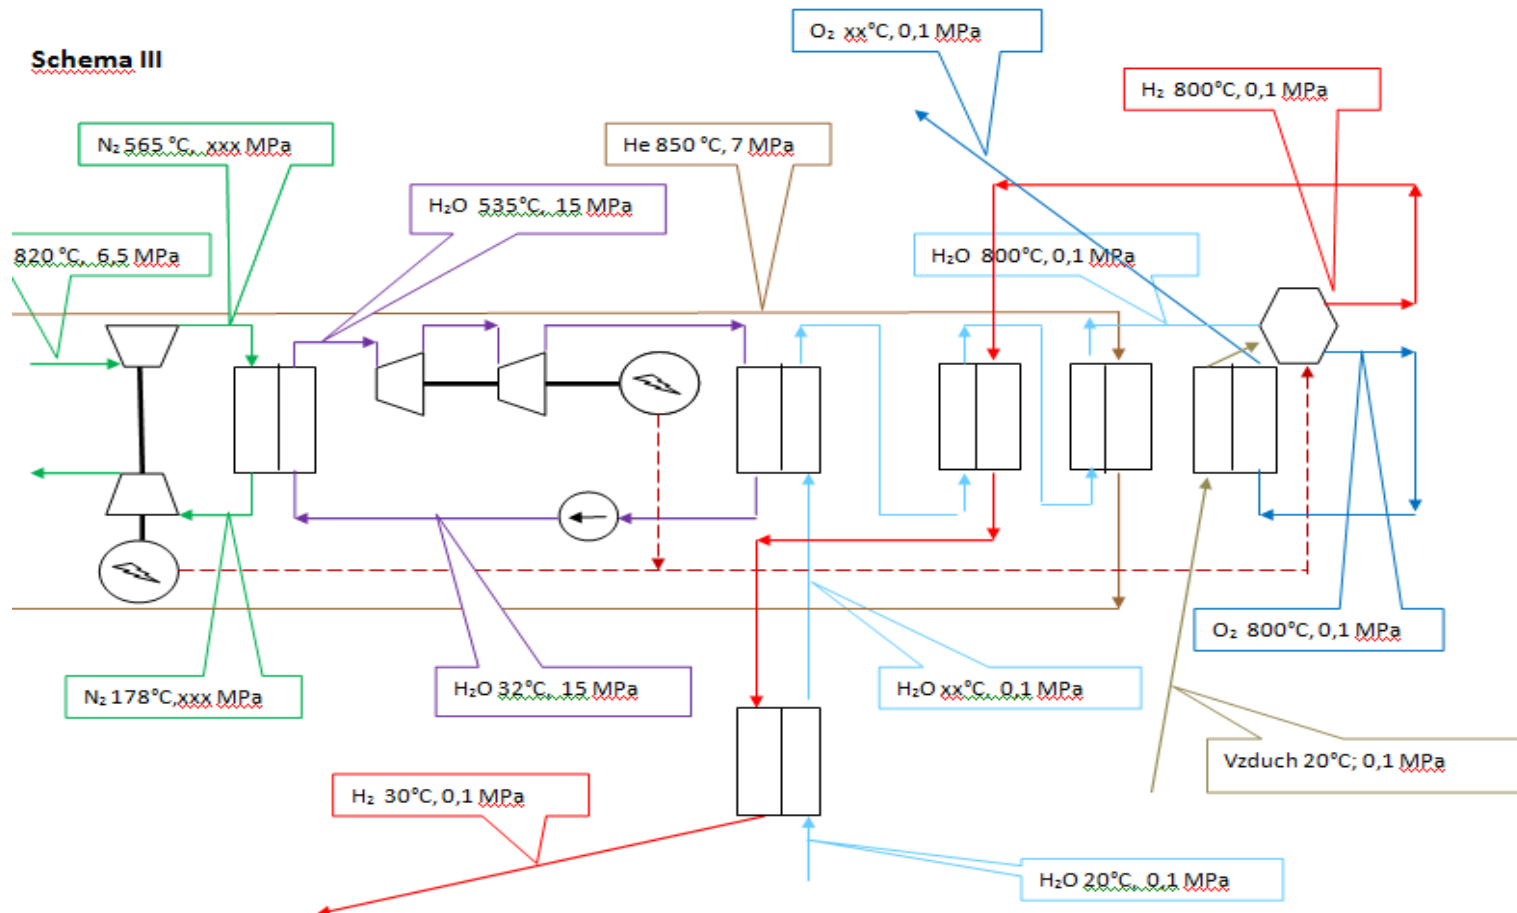 O₂ xx°C, 0,1 MPa
Schema III
H₂ 800°C, 0,1 MPa
N₂ 565 °C, xxx MPa
He 850 °C, 7 MPa
H₂O 535°C, 15 MPa
820 °C, 6,5 MPa
H₂O 800°C, 0,1 MPa
O₂ 800°C, 0,1 MPa
N₂ 178°C,xxx MPa
H₂O 32°C, 15 MPa
H₂O xx°C, 0,1 MPa
Vzduch 20°C; 0,1 MPa
H₂ 30°C, 0,1 MPa
H₂O 20°C, 0,1 MPa